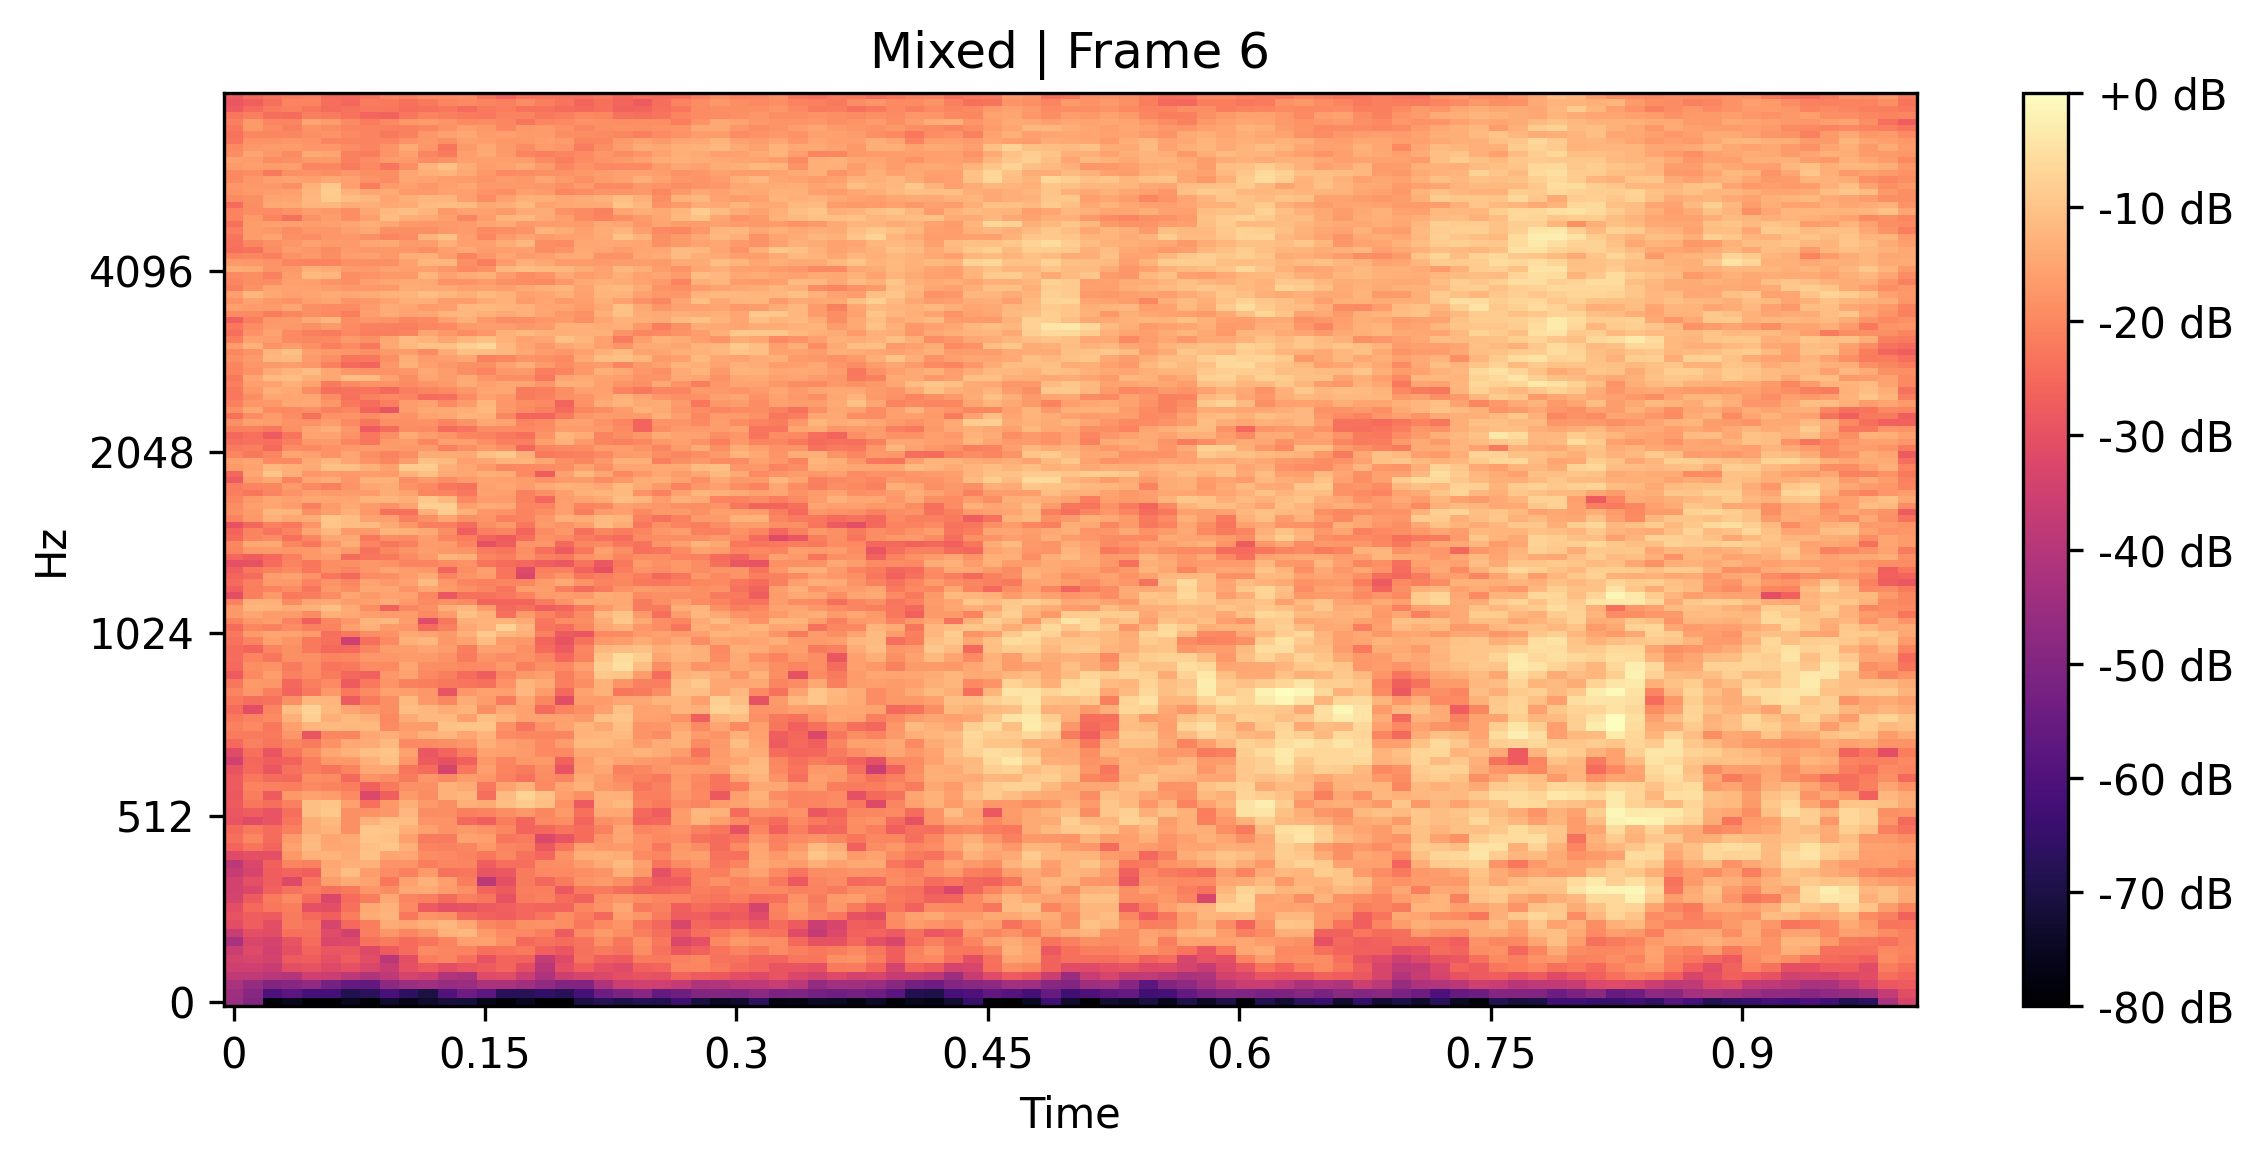 Mixed | Frame 6
+0 dB
-10 dB
-20 dB
-30 dB
-40 dB
-50 dB
-60 dB
-70 dB
-80 dB
4096
2048
1024
512
0
Hz
0 0.15 0.3 0.45 0.6 0.75 0.9
Time